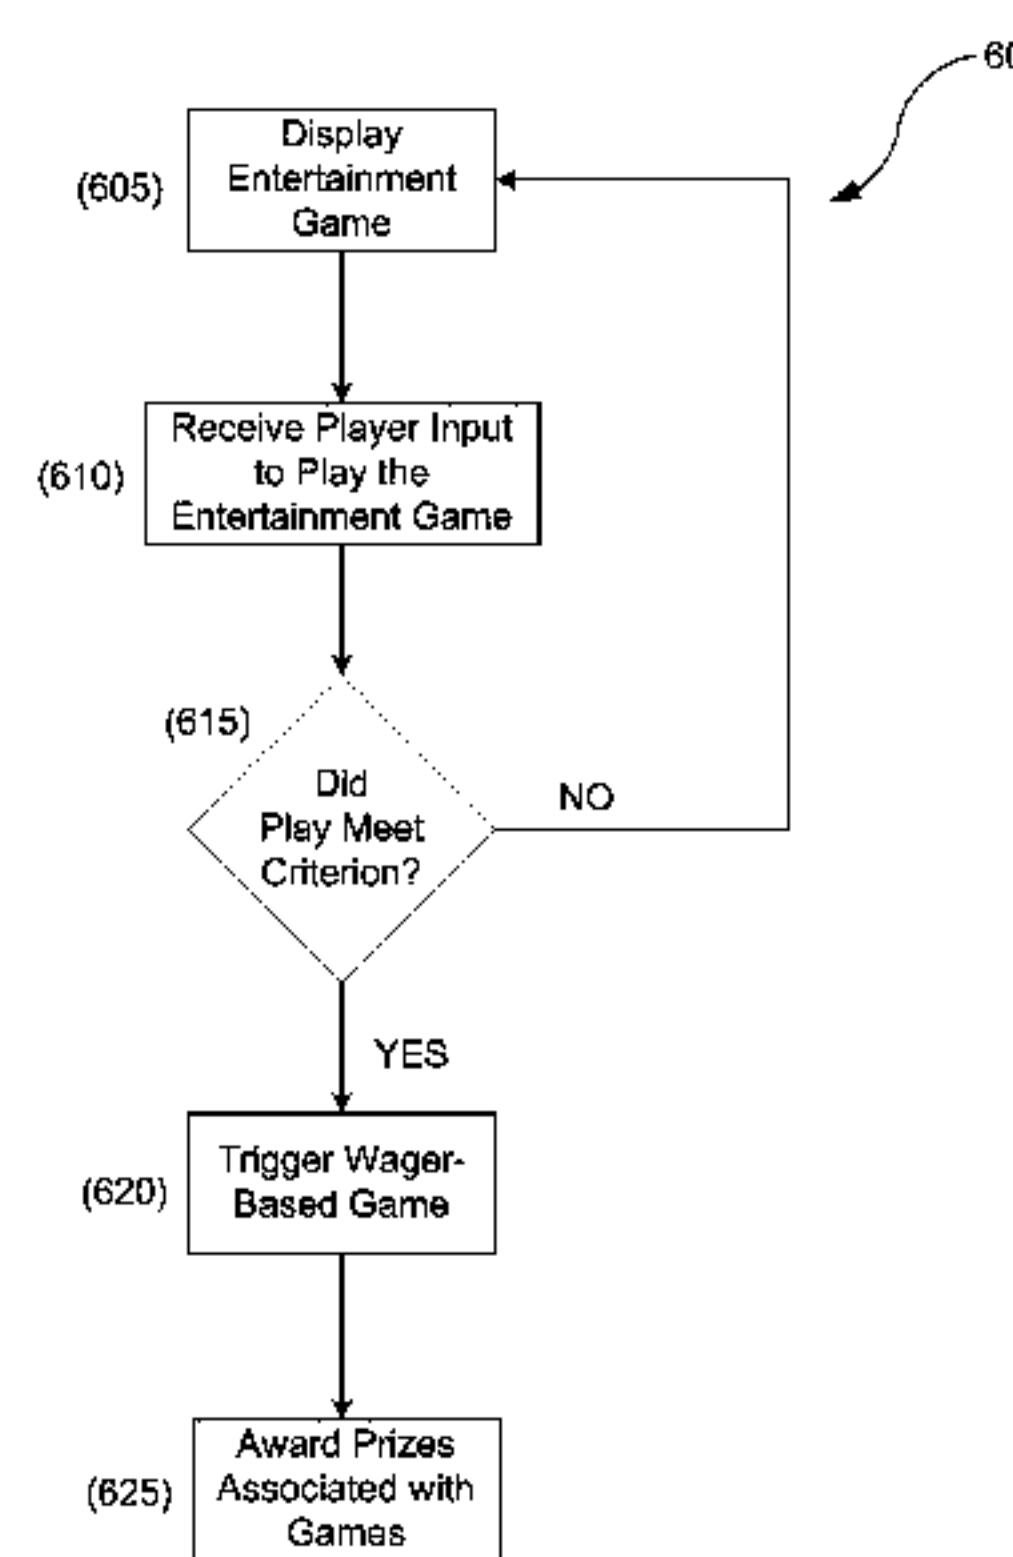 (605)
Display
Entertainment
Game
(610)
Receive Player Input
to Play the
Entertainment Game
(615)
Did
Play Meet
Criterion?
NO
YES
(620)
Trigger Wager-
Based Game
(625)
Award Prizes
Associated with
Games